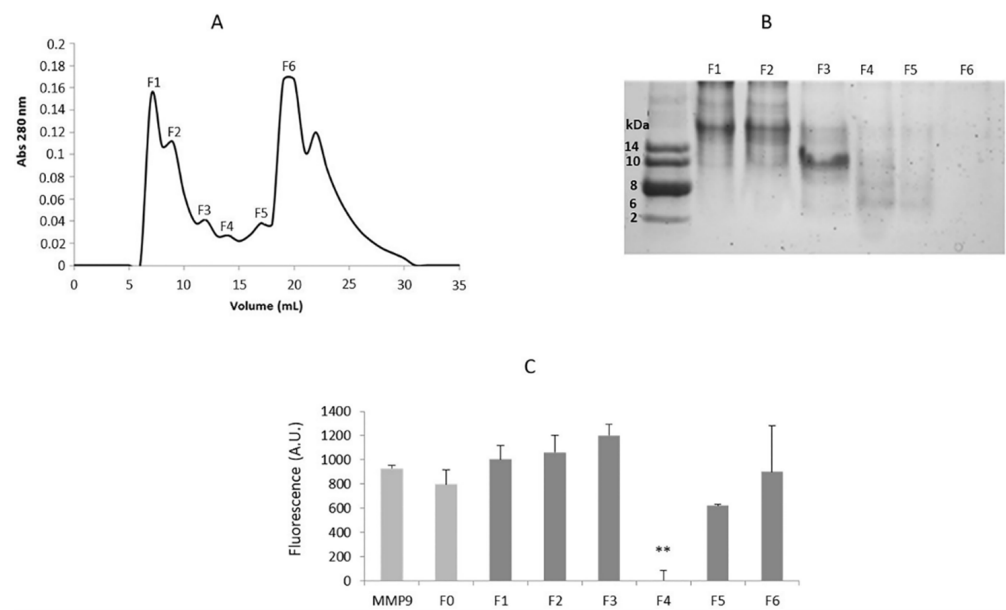 A
0.2
0.18
0.16
0.14
0.12
0.1
0.08
0.06
0.04
0.02
0
Abs 280 nm
F1
F2
F3
F4
F5
F6
0 5 10 15 20 25 30 35
Volume (mL)
B
F1 F2 F3 F4 F5 F6
kDa
14
10
8
6
2
C
1400
1200
1000
800
600
400
200
0
Fluorescence (A.U.)
**
MMP9 F0 F1 F2 F3 F4 F5 F6